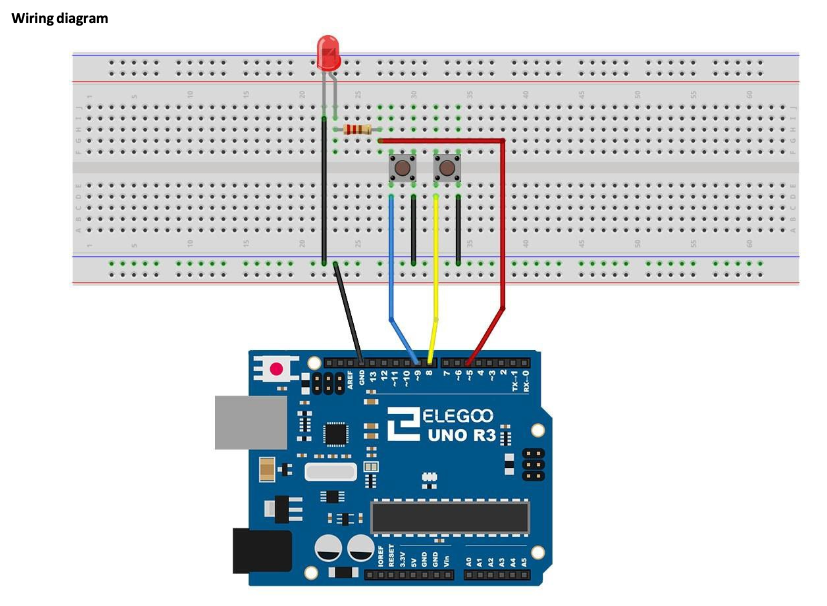 Wiring diagram
1 5 10 15 20 25 30 35 40 45 50 55 60
J J
I I
H H
G G
F F
E E
D D
C C
B B
A A
1 5 10 15 20 25 30 35 40 45 50 55 60
AREF GND 13 12 ~11 ~10 ~9 8 7 ~6 ~5 4 ~3 2 TX→1 RX←0
ELEGOO
UNO R3
IOREF RESET 3.3V 5V GND GND Vin A0 A1 A2 A3 A4 A5